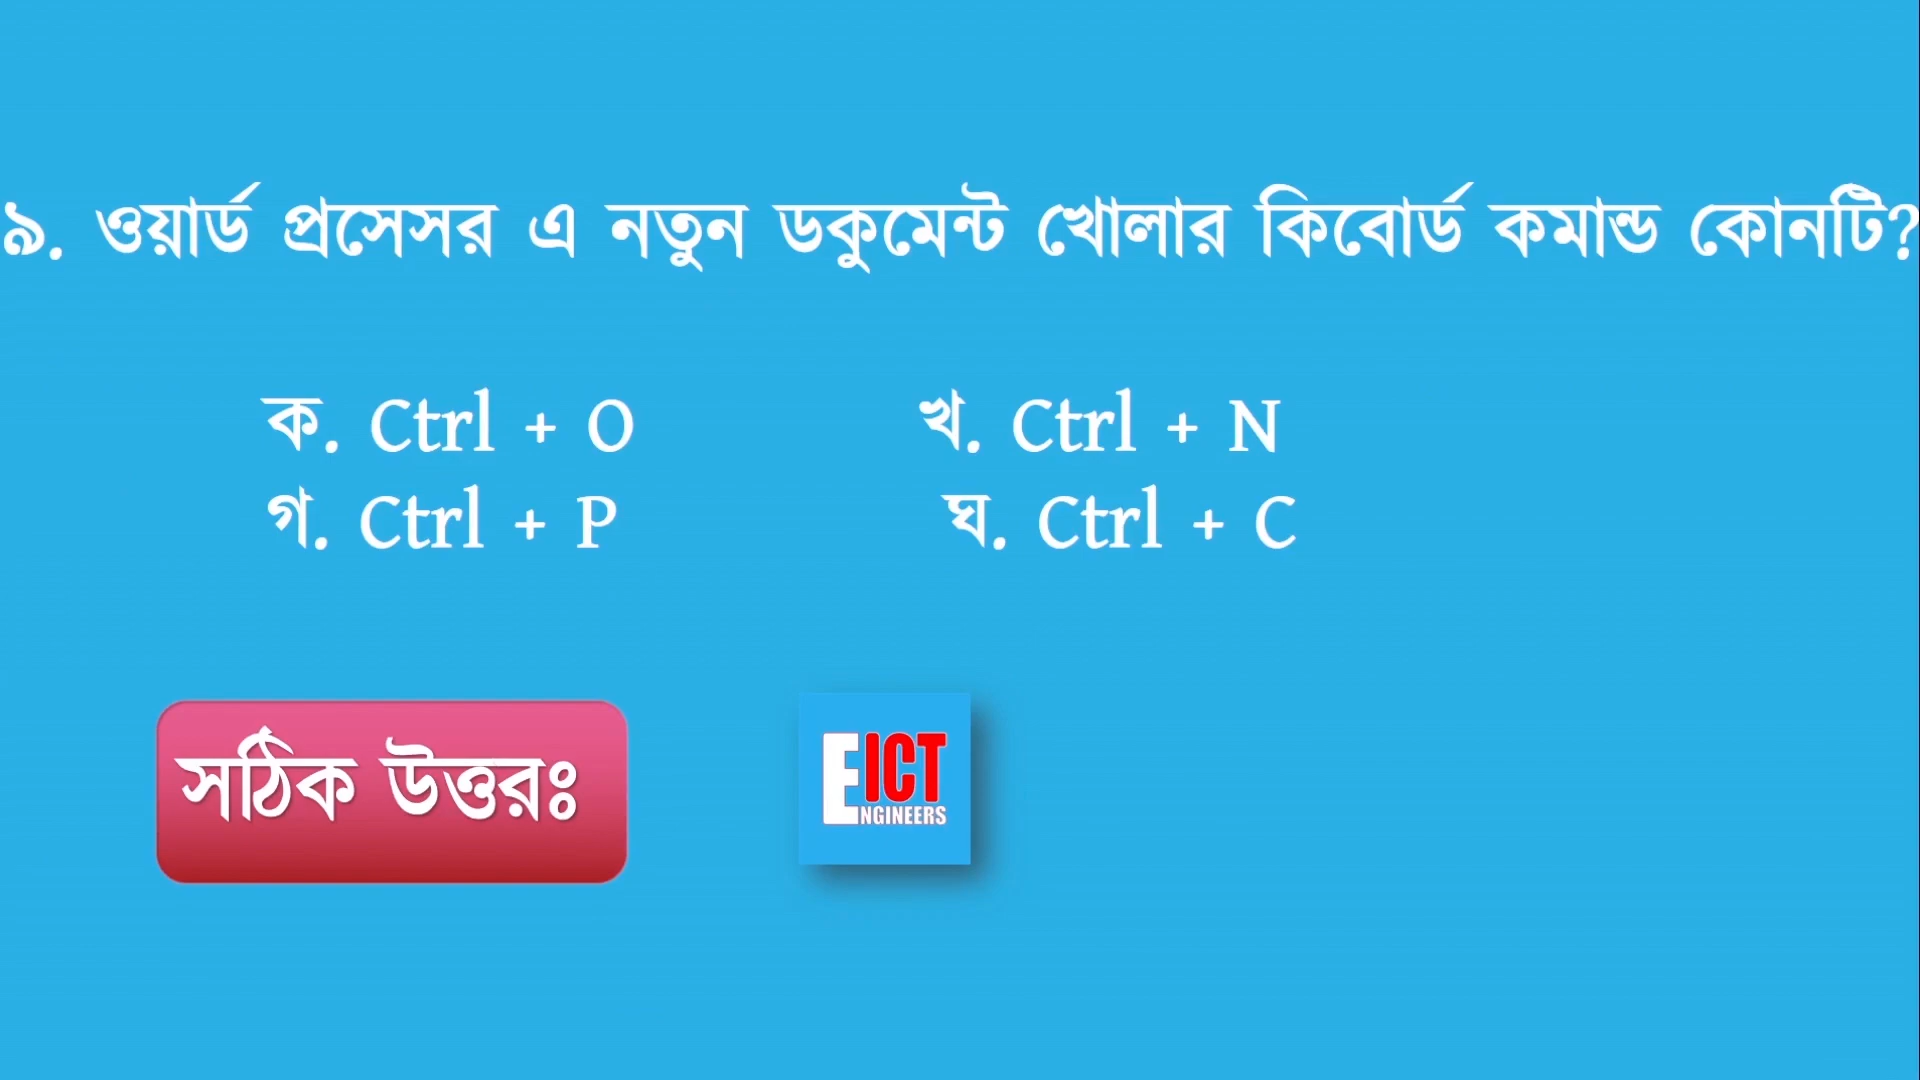 ৯. ওয়ার্ড প্রসেসর এ নতুন ডকুমেন্ট খোলার কিবোর্ড কমান্ড কোনটি?
ক. Ctrl + O খ. Ctrl + N
গ. Ctrl + P ঘ. Ctrl + C
সঠিক উত্তরঃ
EICT
NGINEERS